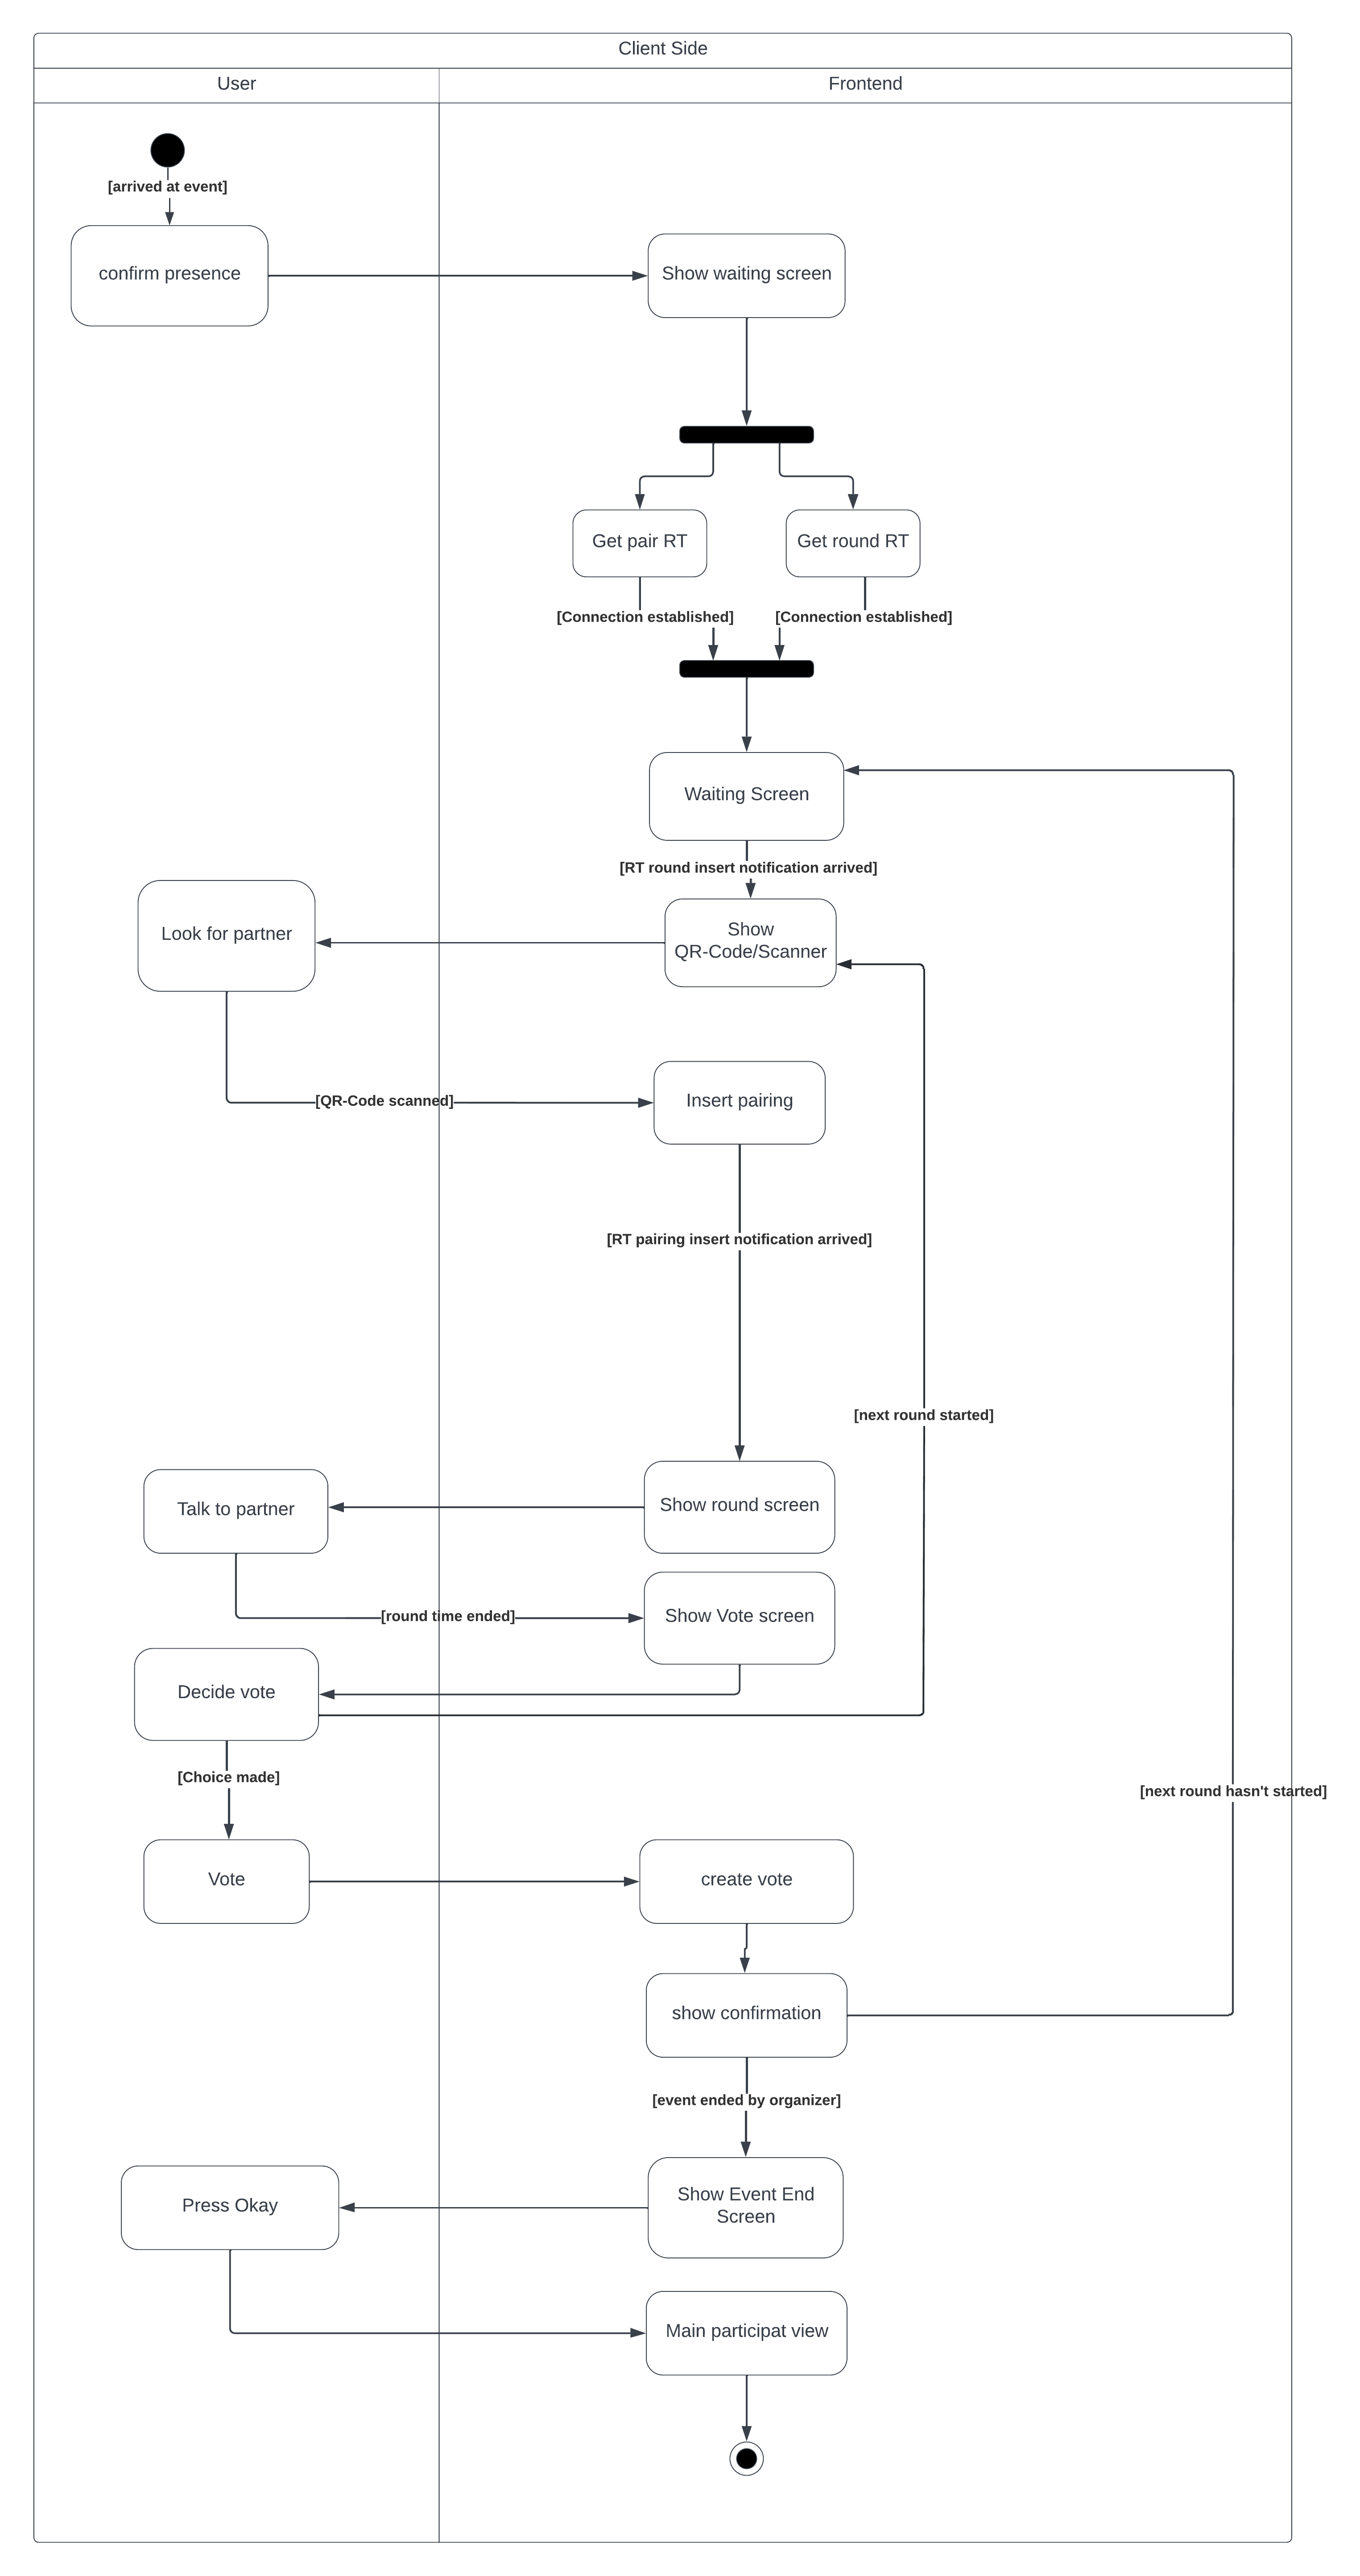 Client Side
User
Frontend
[arrived at event]
confirm presence
Show waiting screen
Get pair RT
Get round RT
[Connection established]
[Connection established]
Waiting Screen
[RT round insert notification arrived]
Look for partner
Show
QR-Code/Scanner
[QR-Code scanned]
Insert pairing
[RT pairing insert notification arrived]
[next round started]
Talk to partner
Show round screen
[round time ended]
Show Vote screen
Decide vote
[Choice made]
[next round hasn't started]
Vote
create vote
show confirmation
[event ended by organizer]
Press Okay
Show Event End
Screen
Main participat view